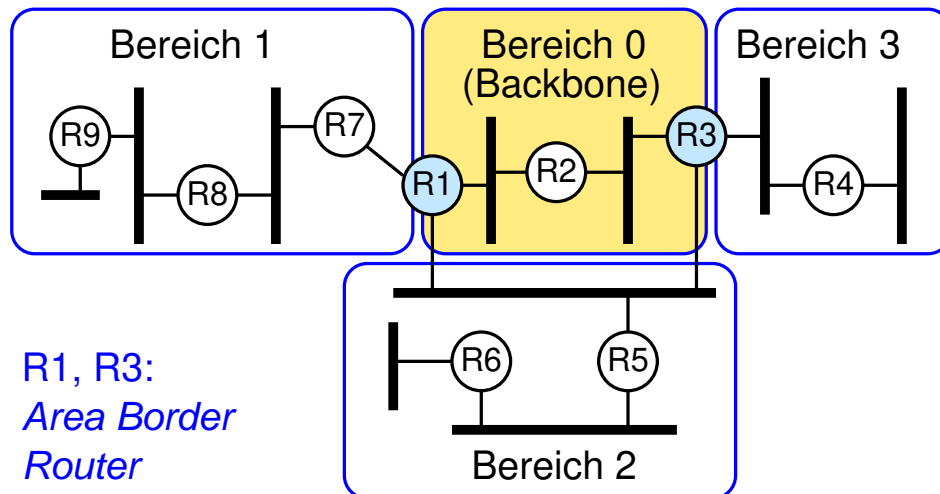 Bereich 1
Bereich 0
(Backbone)
Bereich 3
R9
R8
R7
R1
R2
R3
R4
R6
R5
Bereich 2
R1, R3:
Area Border
Router